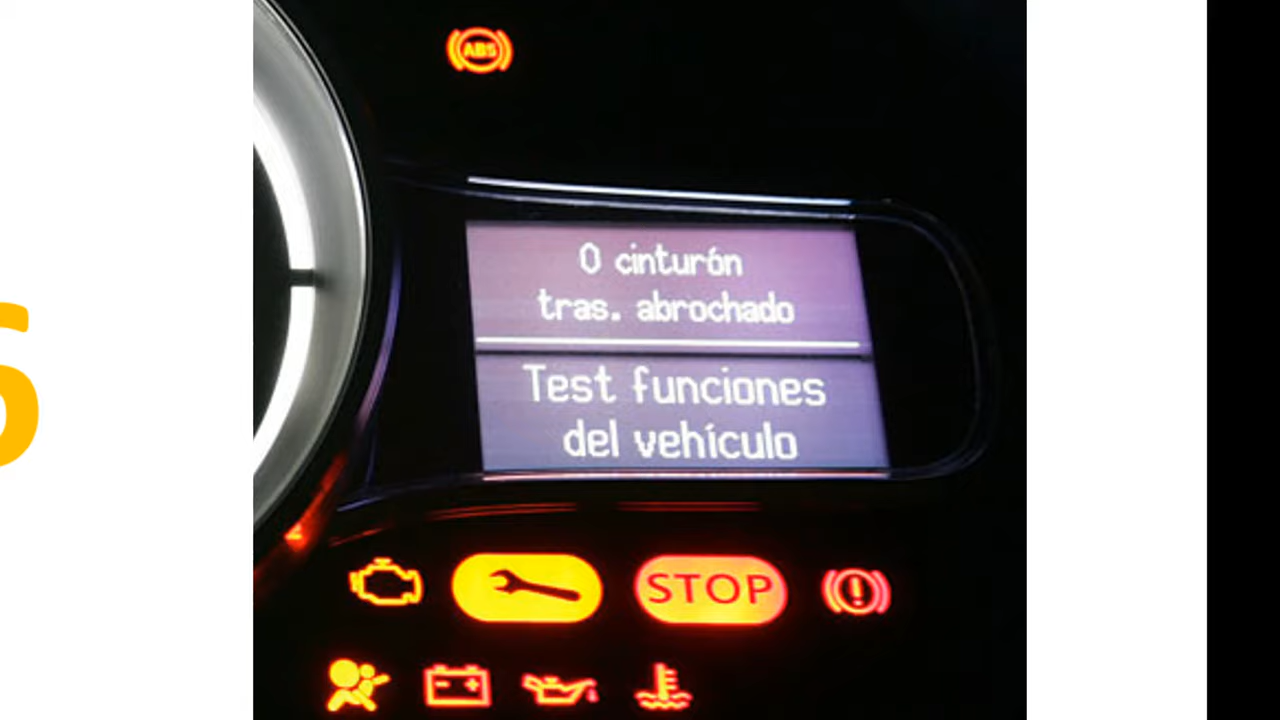 ABS
0 cinturón
tras. abrochado
Test funciones
del vehículo
STOP